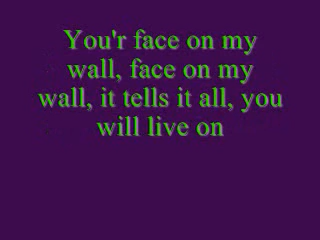 You'r face on my
wall, face on my
wall, it tells it all, you
will live on